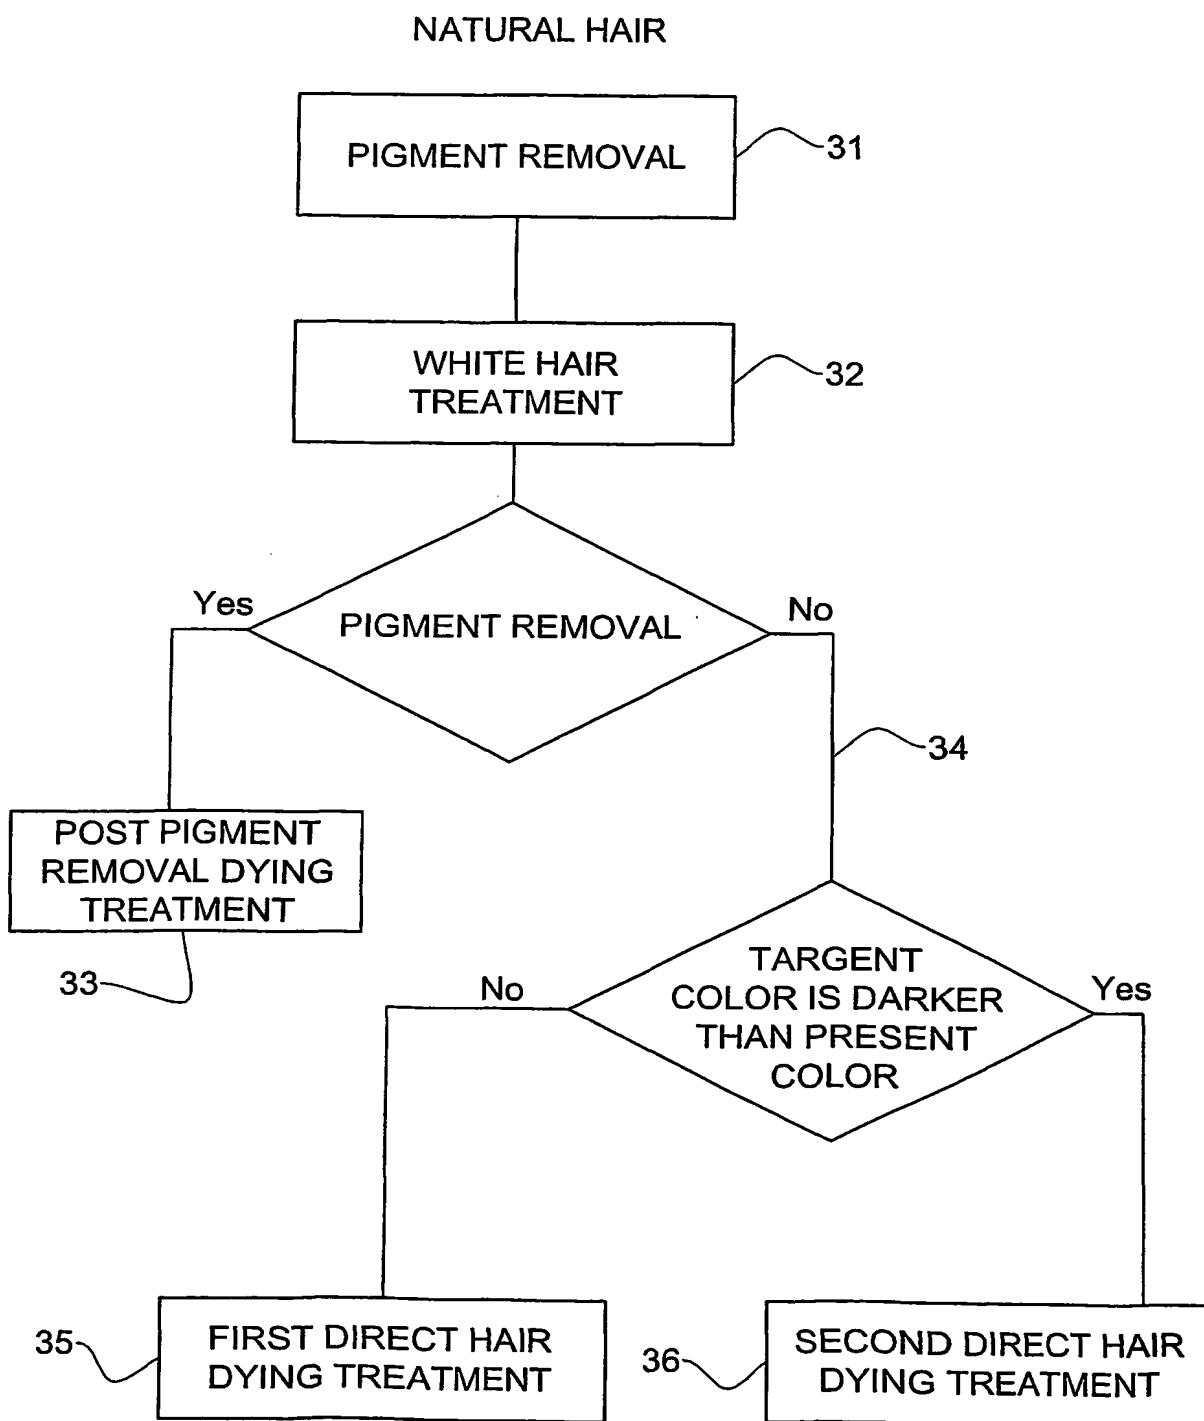 NATURAL HAIR
PIGMENT REMOVAL
31
WHITE HAIR
TREATMENT
32
Yes
PIGMENT REMOVAL
No
34
POST PIGMENT
REMOVAL DYING
TREATMENT
33
No
TARGENT
COLOR IS DARKER
THAN PRESENT
COLOR
Yes
35
FIRST DIRECT HAIR
DYING TREATMENT
36
SECOND DIRECT HAIR
DYING TREATMENT